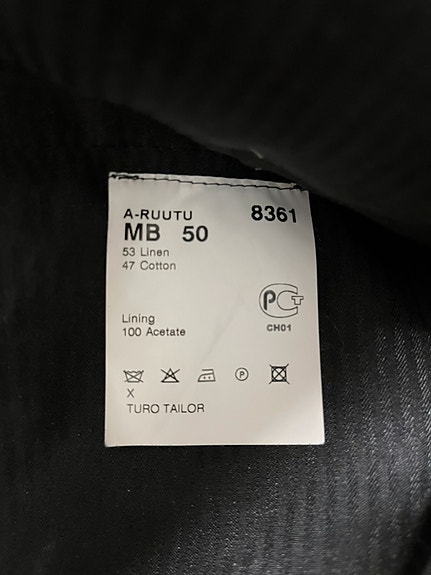 A-RUUTU 8361
MB 50
53 Linen
47 Cotton
PCT
CH01
Lining
100 Acetate
P
X
TURO TAILOR